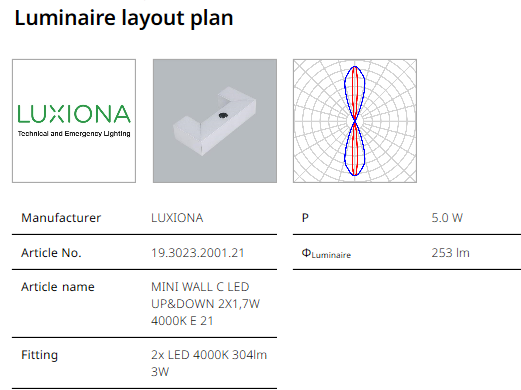 Luminaire layout plan
LUXIONA
Technical and Emergency Lighting
Manufacturer LUXIONA
Article No. 19.3023.2001.21
Article name MINI WALL C LED
UP&DOWN 2X1,7W
4000K E 21
Fitting 2x LED 4000K 304lm
3W
P 5.0 W
ΦLuminaire 253 lm